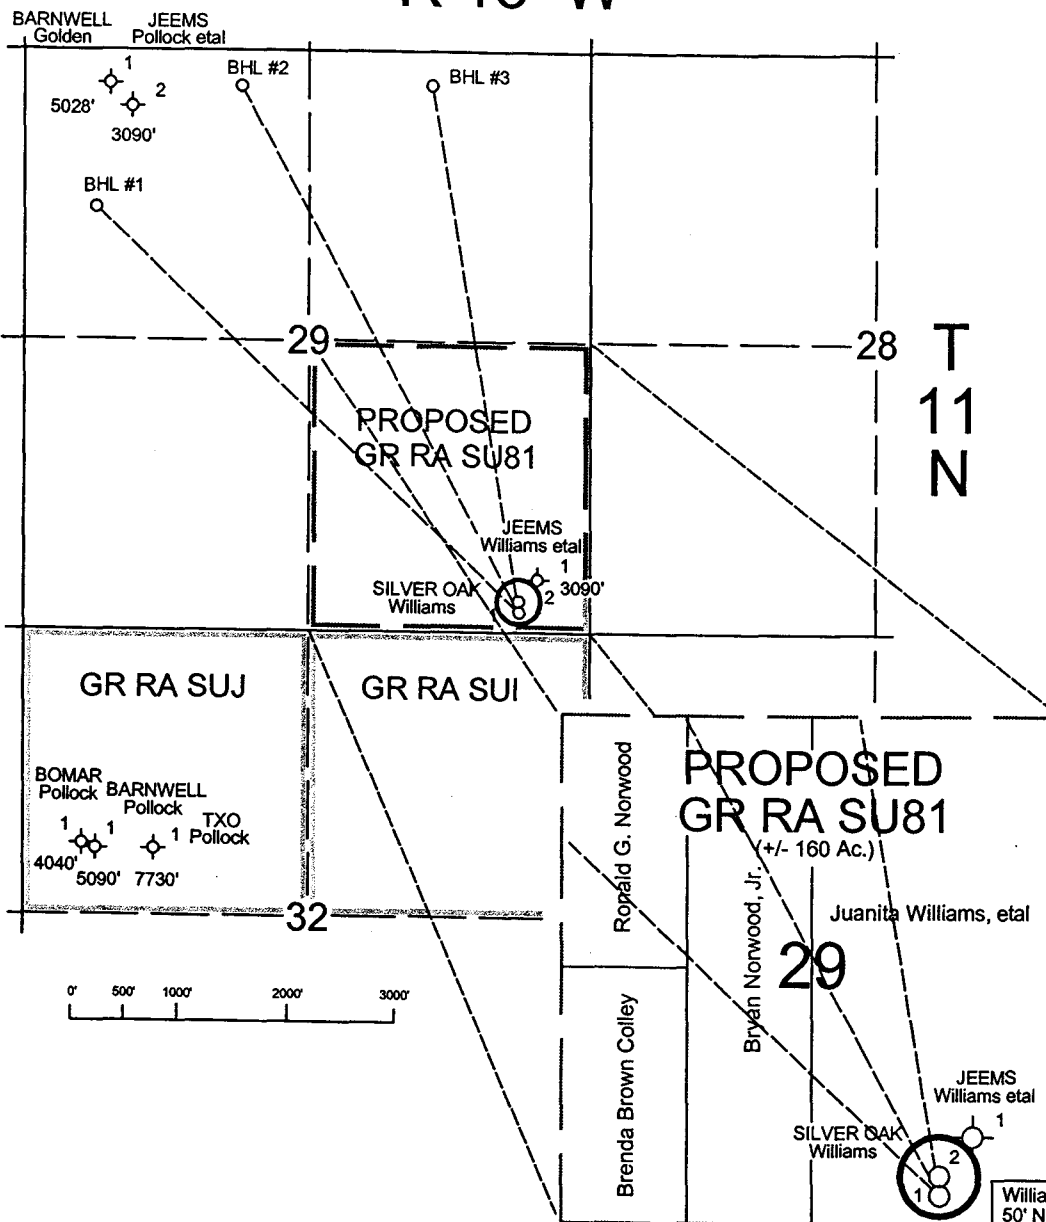 BARNWELL
Golden
JEEMS
Pollock etal
1
2
5028'
3090'
BHL #2
BHL #3
BHL #1
29
28
T
11
N
PROPOSED
GR RA SU81
JEEMS
Williams etal
1
3090'
SILVER OAK
Williams
2
GR RA SUJ
GR RA SUI
BOMAR
Pollock
BARNWELL
Pollock
TXO
Pollock
1
1
1
4040'
5090'
7730'
32
0' 500' 1000' 2000' 3000'
PROPOSED
GR RA SU81
(+/- 160 Ac.)
Ronald G. Norwood
Bryan Norwood, Jr.
Juanita Williams, etal
29
Brenda Brown Colley
JEEMS
Williams etal
1
SILVER OAK
Williams
2
1